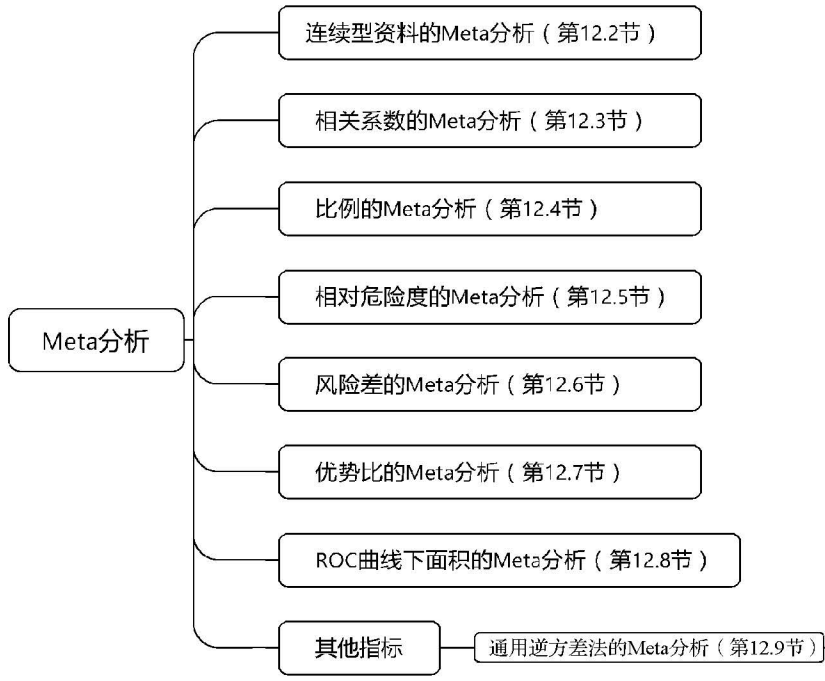 连续型资料的Meta分析（第12.2节）
相关系数的Meta分析（第12.3节）
比例的Meta分析（第12.4节）
相对危险度的Meta分析（第12.5节）
Meta分析
风险差的Meta分析（第12.6节）
优势比的Meta分析（第12.7节）
ROC曲线下面积的Meta分析（第12.8节）
其他指标
通用逆方差法的Meta分析（第12.9节）